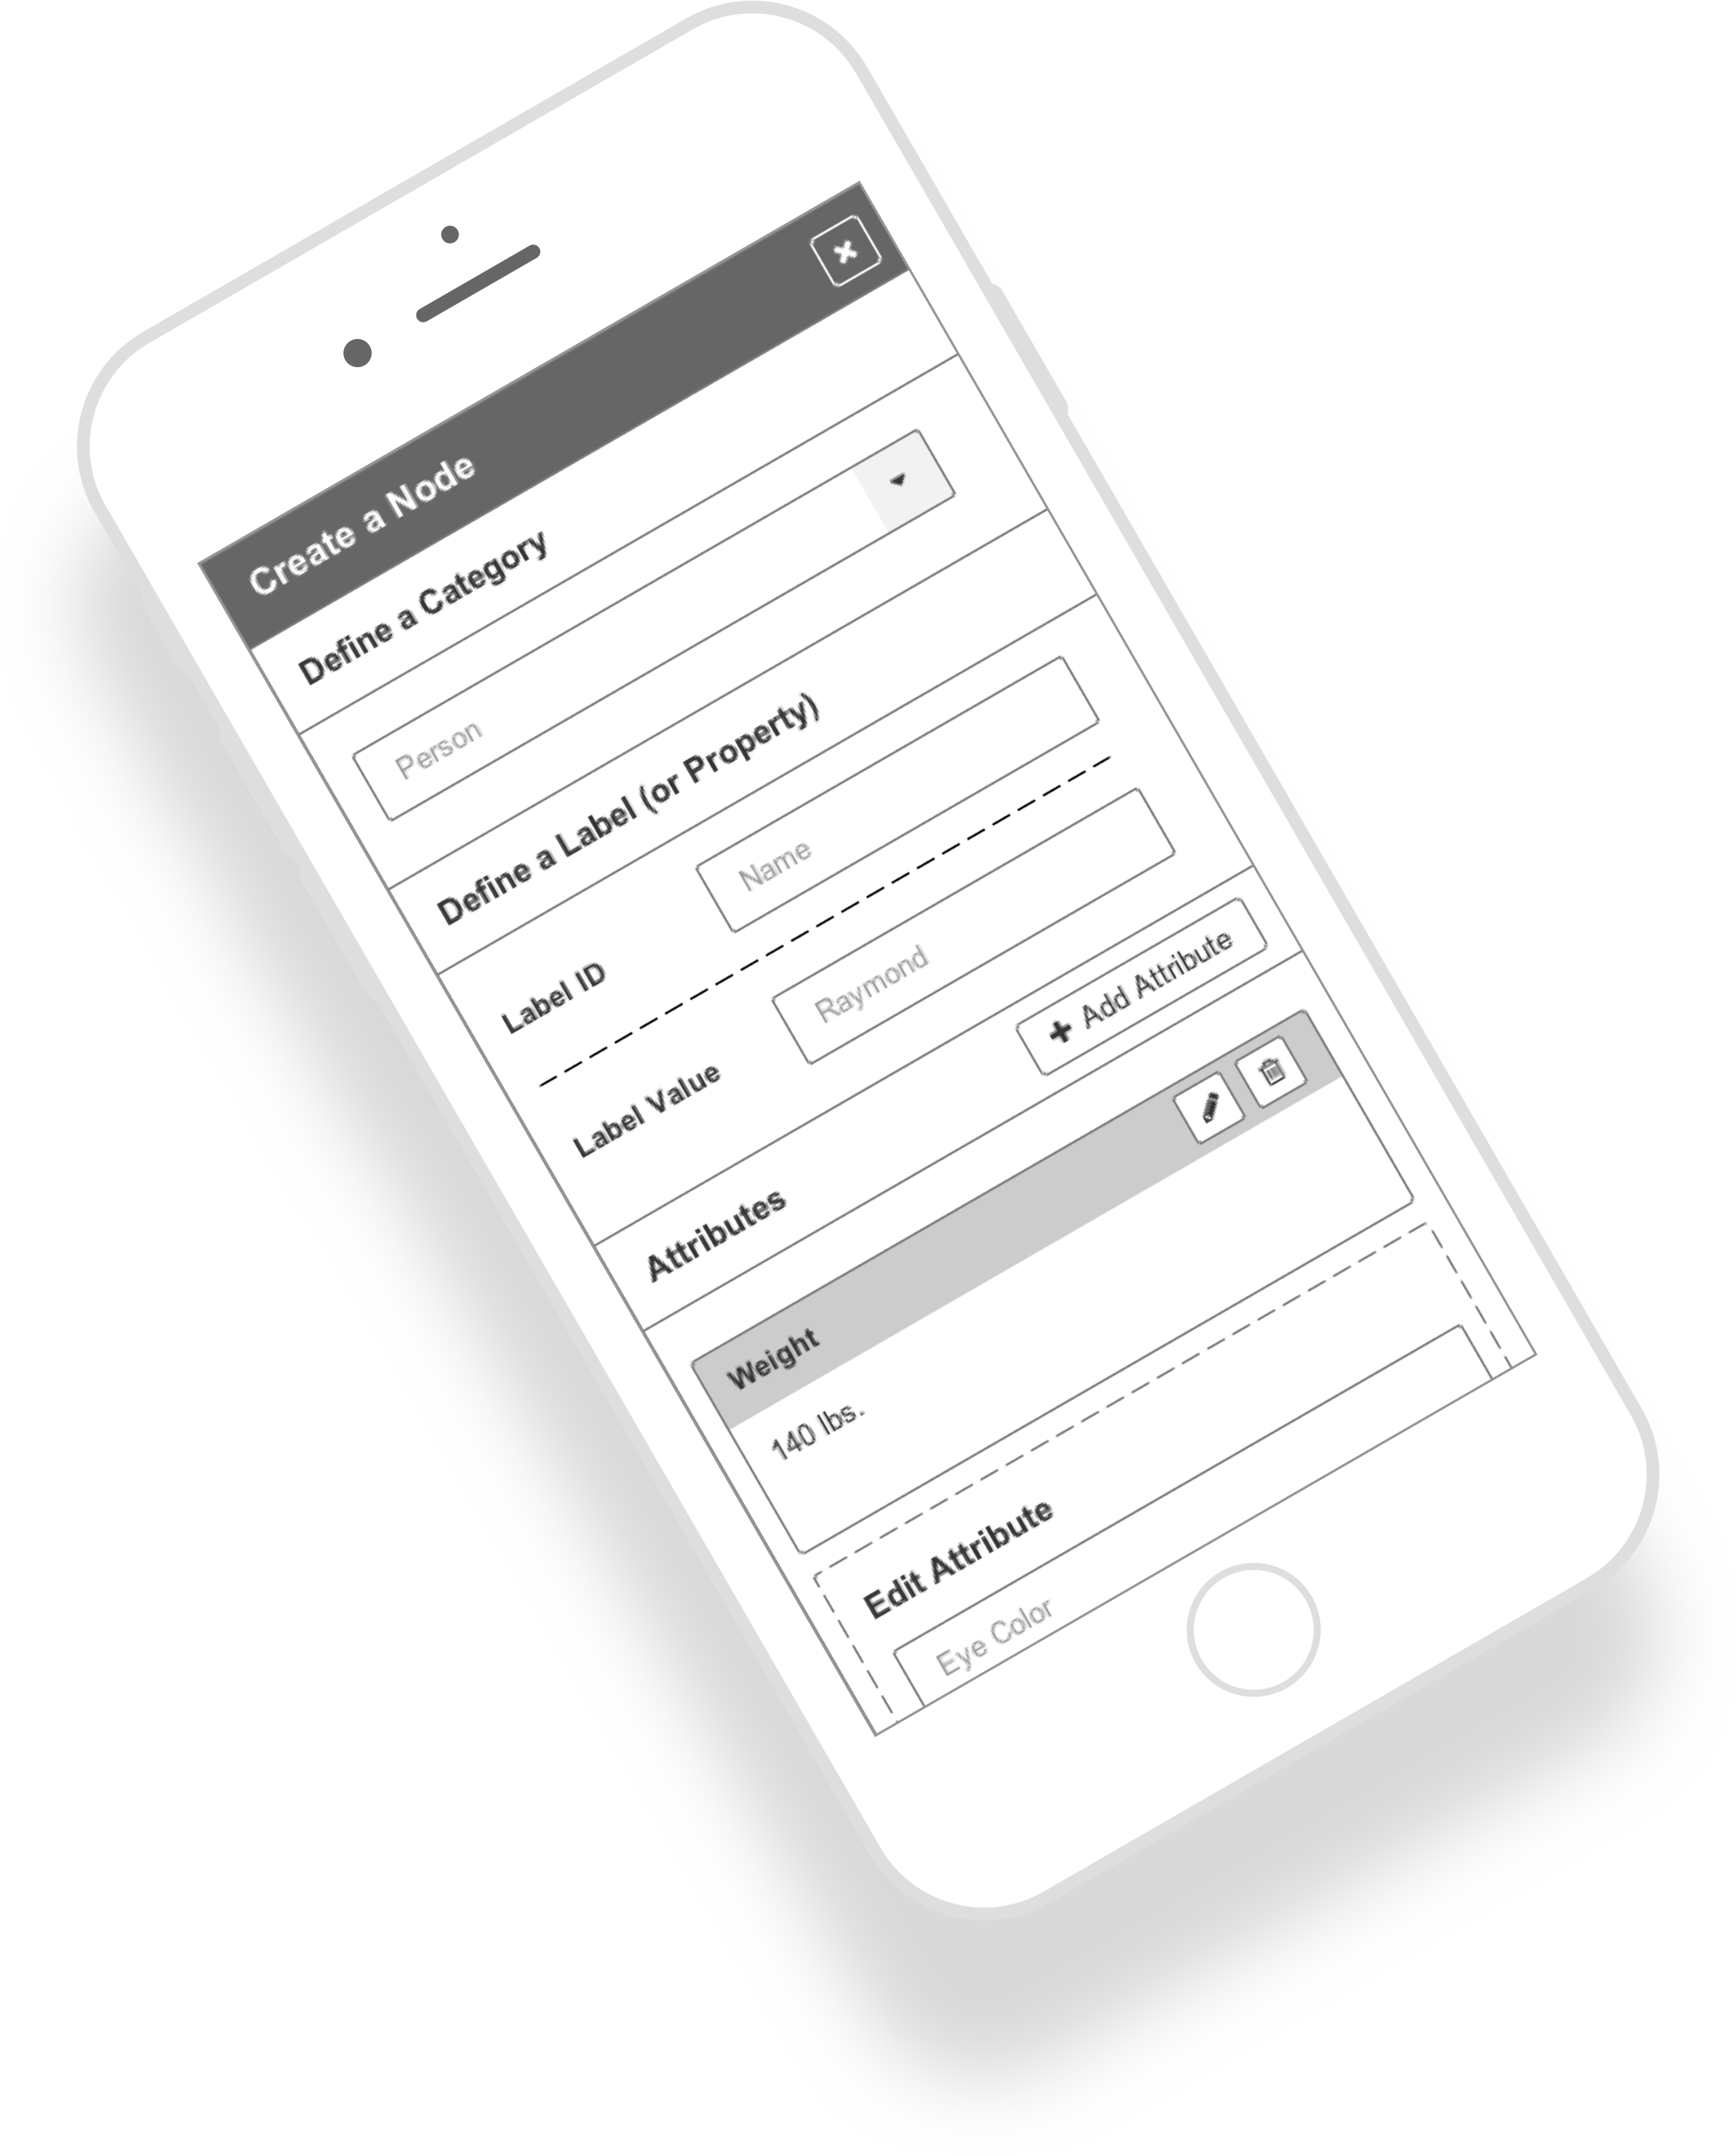 Create a Node
Define a Category
Person
Define a Label (or Property)
Label ID
Name
Label Value
Raymond
Attributes
Add Attribute
Weight
140 lbs.
Edit Attribute
Eye Color